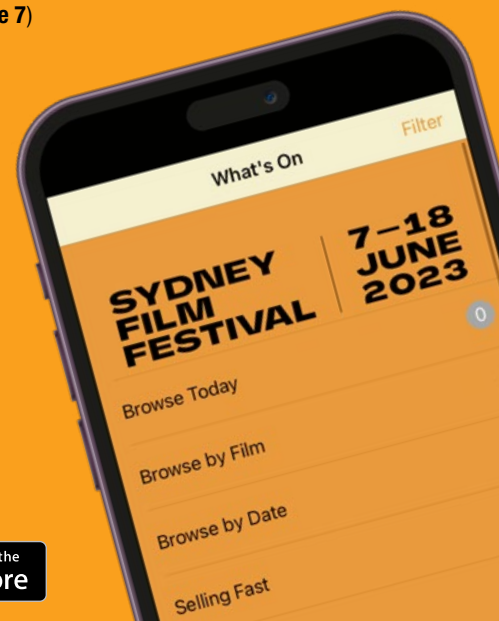 e 7)
Filter
What's On
SYDNEY
FILM
FESTIVAL
7–18
JUNE
2023
0
Browse Today
Browse by Film
Browse by Date
Selling Fast
the
ore